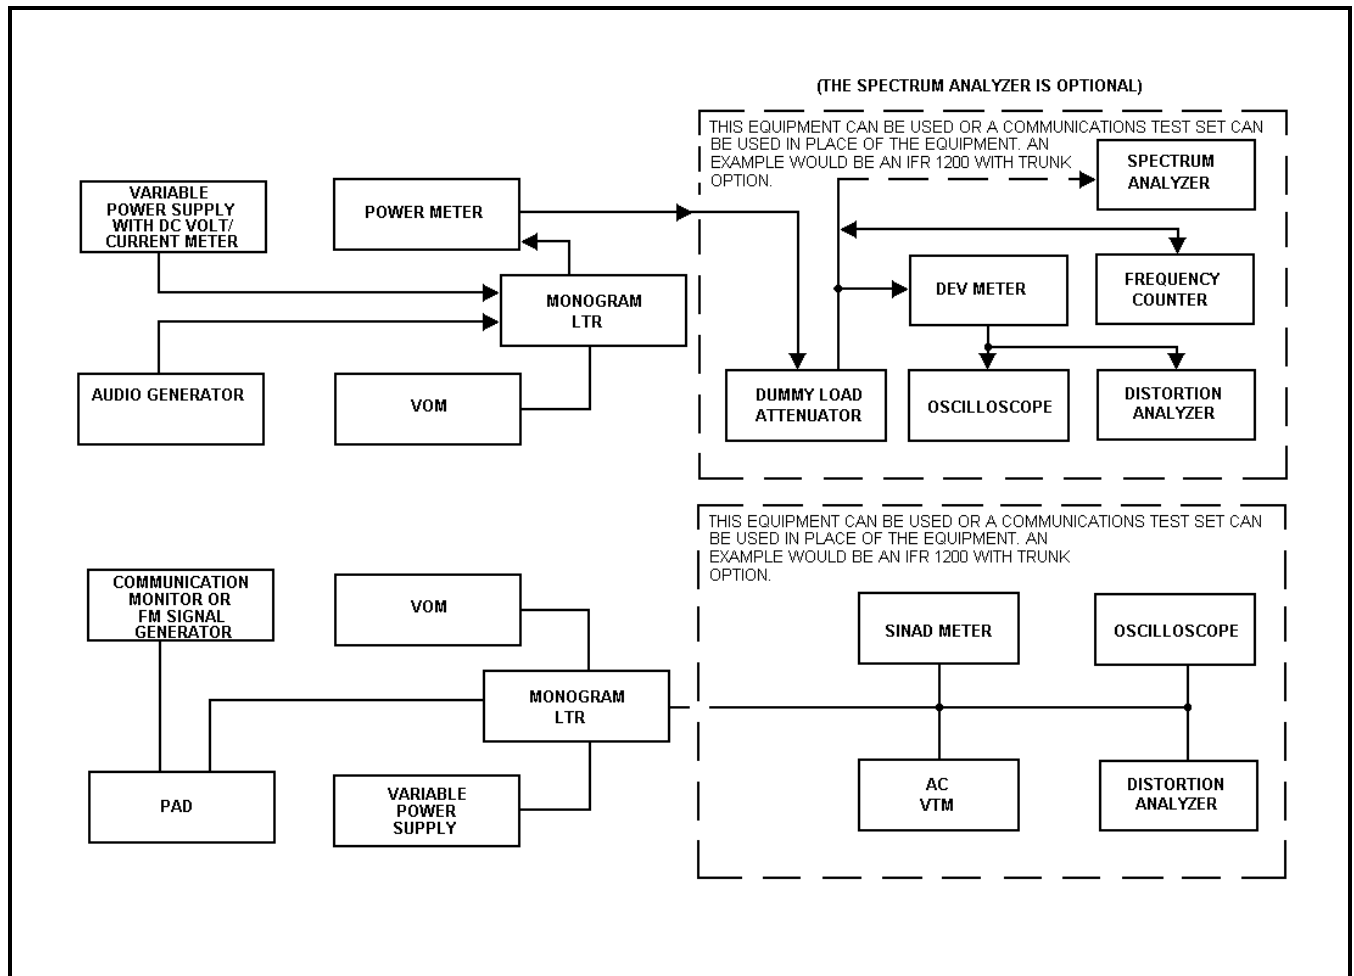 (THE SPECTRUM ANALYZER IS OPTIONAL)
THIS EQUIPMENT CAN BE USED OR A COMMUNICATIONS TEST SET CAN
BE USED IN PLACE OF THE EQUIPMENT. AN
EXAMPLE WOULD BE AN IFR 1200 WITH TRUNK
OPTION.
SPECTRUM
ANALYZER
VARIABLE
POWER SUPPLY
WITH DC VOLT/
CURRENT METER
POWER METER
MONOGRAM
LTR
DEV METER
FREQUENCY
COUNTER
AUDIO GENERATOR
VOM
DUMMY LOAD
ATTENUATOR
OSCILLOSCOPE
DISTORTION
ANALYZER
THIS EQUIPMENT CAN BE USED OR A COMMUNICATIONS TEST SET CAN
BE USED IN PLACE OF THE EQUIPMENT. AN
EXAMPLE WOULD BE AN IFR 1200 WITH TRUNK
OPTION.
COMMUNICATION
MONITOR OR
FM SIGNAL
GENERATOR
VOM
SINAD METER
OSCILLOSCOPE
MONOGRAM
LTR
PAD
VARIABLE
POWER
SUPPLY
AC
VTM
DISTORTION
ANALYZER